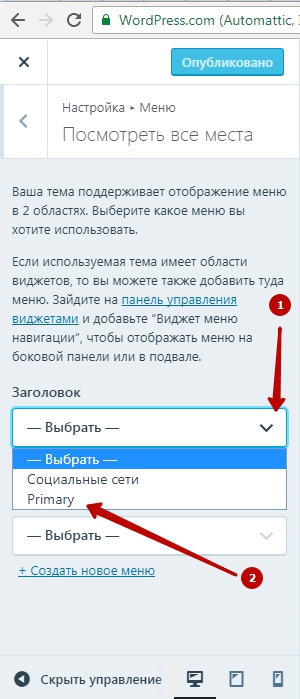 WordPress.com (Automattic,
Опубликовано
Настройка ▸ Меню
Посмотреть все места
Ваша тема поддерживает отображение меню
в 2 областях. Выберите какое меню вы
хотите использовать.
Если используемая тема имеет области
виджетов, то вы можете также добавить туда
меню. Зайдите на панель управления
виджетами и добавьте “Виджет меню
навигации”, чтобы отображать меню на
боковой панели или в подвале.
1
Заголовок
— Выбрать —
— Выбрать —
Социальные сети
Primary
— Выбрать —
+ Создать новое меню
2
Скрыть управление